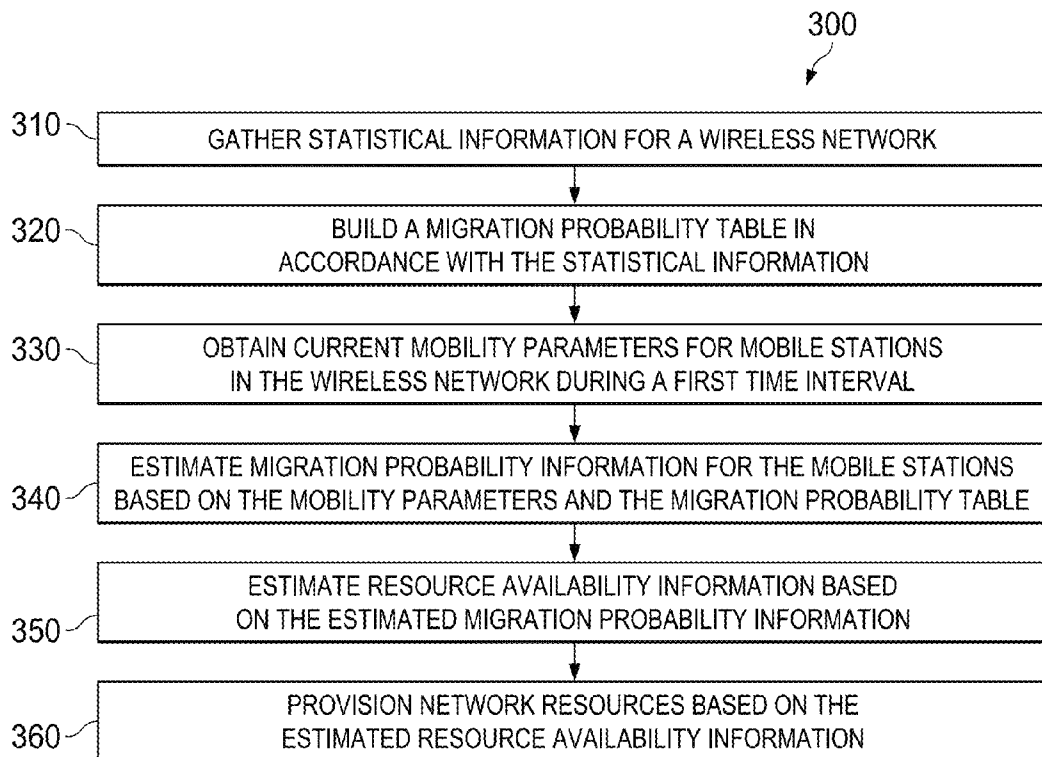 300
310
GATHER STATISTICAL INFORMATION FOR A WIRELESS NETWORK
320
BUILD A MIGRATION PROBABILITY TABLE IN
ACCORDANCE WITH THE STATISTICAL INFORMATION
330
OBTAIN CURRENT MOBILITY PARAMETERS FOR MOBILE STATIONS
IN THE WIRELESS NETWORK DURING A FIRST TIME INTERVAL
340
ESTIMATE MIGRATION PROBABILITY INFORMATION FOR THE MOBILE STATIONS
BASED ON THE MOBILITY PARAMETERS AND THE MIGRATION PROBABILITY TABLE
350
ESTIMATE RESOURCE AVAILABILITY INFORMATION BASED
ON THE ESTIMATED MIGRATION PROBABILITY INFORMATION
360
PROVISION NETWORK RESOURCES BASED ON THE
ESTIMATED RESOURCE AVAILABILITY INFORMATION